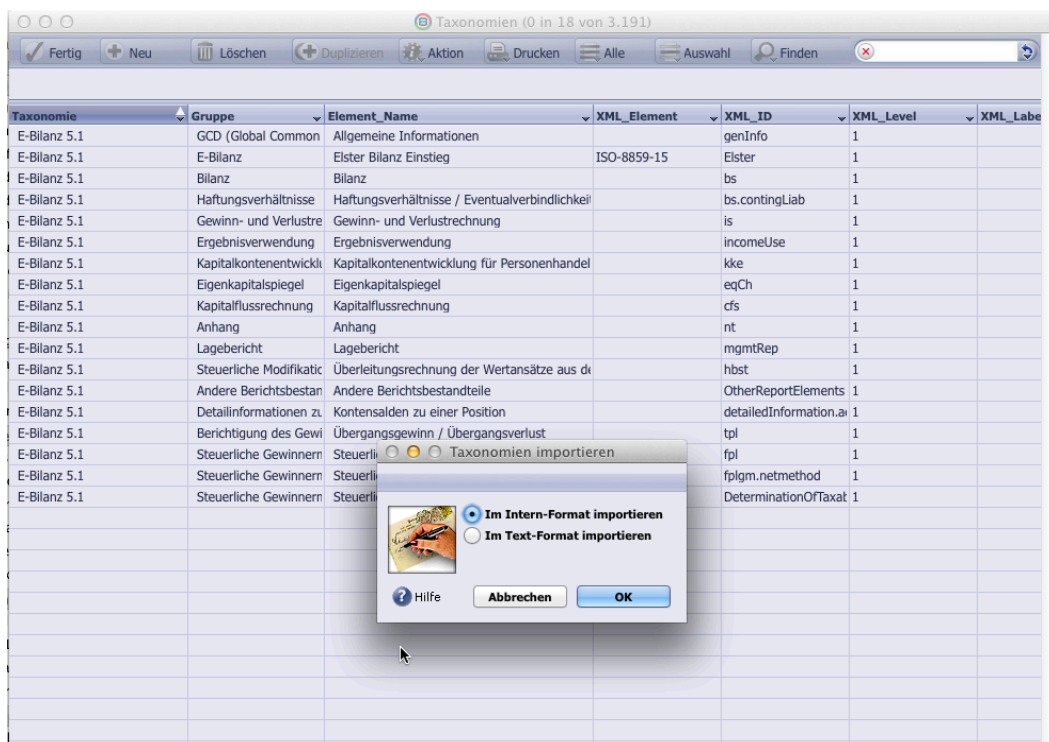 Taxonomien (0 in 18 von 3.191)
Fertig Neu Löschen Duplizieren Aktion Drucken Alle Auswahl Finden
Taxonomie Gruppe Element_Name XML_Element XML_ID XML_Level XML_Labe
E-Bilanz 5.1 GCD (Global Common Allgemeine Informationen genInfo 1
E-Bilanz 5.1 E-Bilanz Elster Bilanz Einstieg ISO-8859-15 Elster 1
E-Bilanz 5.1 Bilanz Bilanz bs 1
E-Bilanz 5.1 Haftungsverhältnisse Haftungsverhältnisse / Eventualverbindlichkeit bs.contingLiab 1
E-Bilanz 5.1 Gewinn- und Verlustre Gewinn- und Verlustrechnung is 1
E-Bilanz 5.1 Ergebnisverwendung Ergebnisverwendung incomeUse 1
E-Bilanz 5.1 Kapitalkontenentwicklu Kapitalkontenentwicklung für Personenhandel kke 1
E-Bilanz 5.1 Eigenkapitalspiegel Eigenkapitalspiegel eqCh 1
E-Bilanz 5.1 Kapitalflussrechnung Kapitalflussrechnung cfs 1
E-Bilanz 5.1 Anhang Anhang nt 1
E-Bilanz 5.1 Lagebericht Lagebericht mgmtRep 1
E-Bilanz 5.1 Steuerliche Modifikatic Überleitungsrechnung der Wertansätze aus de hbst 1
E-Bilanz 5.1 Andere Berichtsbestan Andere Berichtsbestandteile OtherReportElements 1
E-Bilanz 5.1 Detailinformationen zu Kontensalden zu einer Position detailedInformation.ac 1
E-Bilanz 5.1 Berichtigung des Gewi Übergangsgewinn / Übergangsverlust tpl 1
E-Bilanz 5.1 Steuerliche Gewinnern Steuerli fpl 1
E-Bilanz 5.1 Steuerliche Gewinnern Steuerli fplgm.netmethod 1
E-Bilanz 5.1 Steuerliche Gewinnern Steuerli DeterminationOfTaxab 1
Taxonomien importieren
Im Intern-Format importieren
Im Text-Format importieren
Hilfe Abbrechen OK